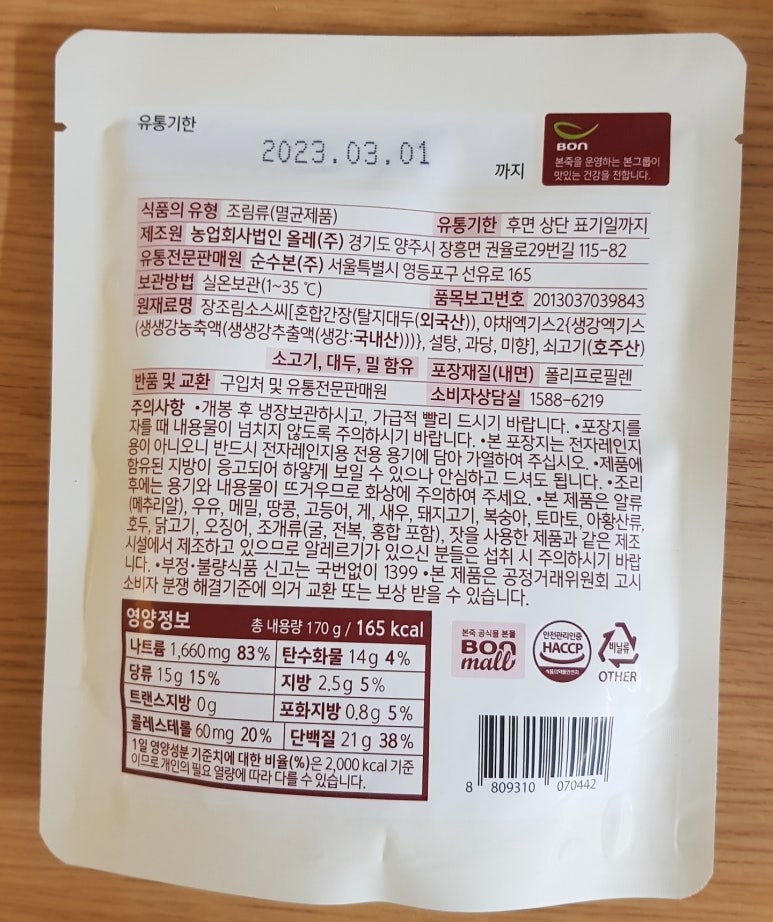 유통기한
2023.03.01
까지
BON
본죽을 운영하는 본그룹이
맛있는 건강을 전합니다.
식품의 유형 조림류(멸균제품) 유통기한 후면 상단 표기일까지
제조원 농업회사법인 올레(주) 경기도 양주시 장흥면 권율로29번길 115-82
유통전문판매원 순수본(주) 서울특별시 영등포구 선유로 165
보관방법 실온보관(1~35 ℃) 품목보고번호 2013037039843
원재료명 장조림소스씨[혼합간장(탈지대두(외국산)), 야채엑기스2{생강엑기스
(생생강농축액(생생강추출액(생강:국내산)))}, 설탕, 과당, 미향], 쇠고기(호주산)
소고기, 대두, 밀 함유 포장재질(내면) 폴리프로필렌
반품 및 교환 구입처 및 유통전문판매원 소비자상담실 1588-6219
주의사항 •개봉 후 냉장보관하시고, 가급적 빨리 드시기 바랍니다. •포장지를
자를 때 내용물이 넘치지 않도록 주의하시기 바랍니다. •본 포장지는 전자레인지
용이 아니오니 반드시 전자레인지용 전용 용기에 담아 가열하여 주십시오. •제품에
함유된 지방이 응고되어 하얗게 보일 수 있으나 안심하고 드셔도 됩니다. •조리
후에는 용기와 내용물이 뜨거우므로 화상에 주의하여 주세요. •본 제품은 알류
(메추리알), 우유, 메밀, 땅콩, 고등어, 게, 새우, 돼지고기, 복숭아, 토마토, 아황산류,
호두, 닭고기, 오징어, 조개류(굴, 전복, 홍합 포함), 잣을 사용한 제품과 같은 제조
시설에서 제조하고 있으므로 알레르기가 있으신 분들은 섭취 시 주의하시기 바랍
니다. •부정·불량식품 신고는 국번없이 1399 •본 제품은 공정거래위원회 고시
소비자 분쟁 해결기준에 의거 교환 또는 보상 받을 수 있습니다.
영양정보 총 내용량 170 g / 165 kcal
나트륨 1,660 mg 83% 탄수화물 14 g 4%
당류 15 g 15% 지방 2.5 g 5%
트랜스지방 0 g 포화지방 0.8 g 5%
콜레스테롤 60 mg 20% 단백질 21 g 38%
1일 영양성분 기준치에 대한 비율(%)은 2,000 kcal 기준
이므로 개인의 필요 열량에 따라 다를 수 있습니다.
본죽 공식몰 본몰
BON
mall
안전관리인증
HACCP
비닐류
OTHER
8 809310 070442